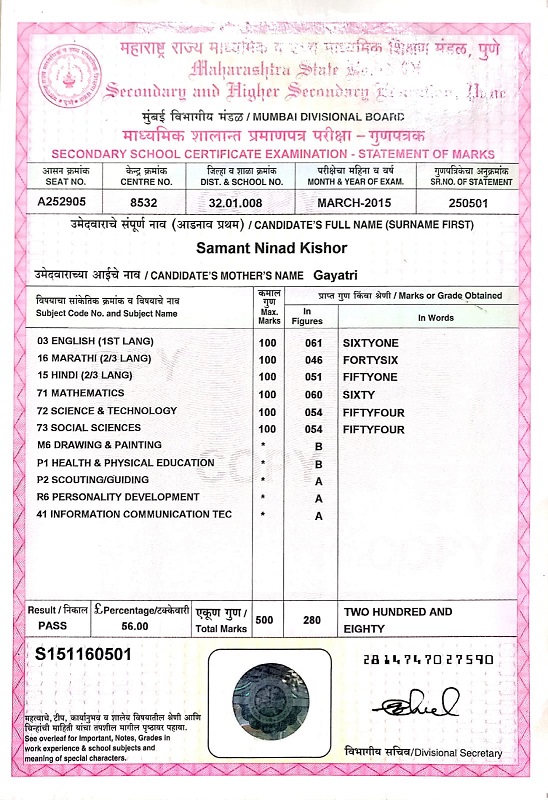 महाराष्ट्र राज्य माध्यमिक व उच्च माध्यमिक शिक्षण मंडळ, पुणे
Maharashtra State
Secondary and Higher Secondary Education, Pune
मुंबई विभागीय मंडळ / MUMBAI DIVISIONAL BOARD
माध्यमिक शालान्त प्रमाणपत्र परीक्षा – गुणपत्रक
SECONDARY SCHOOL CERTIFICATE EXAMINATION - STATEMENT OF MARKS
आसन क्रमांक केन्द्र क्रमांक जिल्हा व शाळा क्रमांक परीक्षेचा महिना व वर्ष गुणपत्रिकेचा अनुक्रमांक
SEAT NO. CENTRE NO. DIST. & SCHOOL NO. MONTH & YEAR OF EXAM. SR.NO. OF STATEMENT
A252905 8532 32.01.008 MARCH-2015 250501
उमेदवाराचे संपूर्ण नाव (आडनाव प्रथम) / CANDIDATE'S FULL NAME (SURNAME FIRST)
Samant Ninad Kishor
उमेदवाराच्या आईचे नाव / CANDIDATE'S MOTHER'S NAME Gayatri
विषयाचा सांकेतिक क्रमांक व विषयाचे नाव
Subject Code No. and Subject Name
कमाल
गुण
Max.
Marks
प्राप्त गुण किंवा श्रेणी / Marks or Grade Obtained
In
Figures
In Words
03 ENGLISH (1ST LANG) 100 061 SIXTYONE
16 MARATHI (2/3 LANG) 100 046 FORTYSIX
15 HINDI (2/3 LANG) 100 051 FIFTYONE
71 MATHEMATICS 100 060 SIXTY
72 SCIENCE & TECHNOLOGY 100 054 FIFTYFOUR
73 SOCIAL SCIENCES 100 054 FIFTYFOUR
M6 DRAWING & PAINTING * B
P1 HEALTH & PHYSICAL EDUCATION * B
P2 SCOUTING/GUIDING * A
R6 PERSONALITY DEVELOPMENT * A
41 INFORMATION COMMUNICATION TEC * A
COPY
Result / निकाल
PASS
£Percentage/टक्केवारी
56.00
एकूण गुण /
Total Marks
500 280 TWO HUNDRED AND
EIGHTY
S151160501
2814747027590
महत्वाचे, टीप, कार्यानुभव व शालेय विषयातील श्रेणी आणि
चिन्हांची माहिती यांचा तपशील मागील पृष्ठावर पहावा.
See overleaf for Important, Notes, Grades in
work experience & school subjects and
meaning of special characters.
विभागीय सचिव/Divisional Secretary